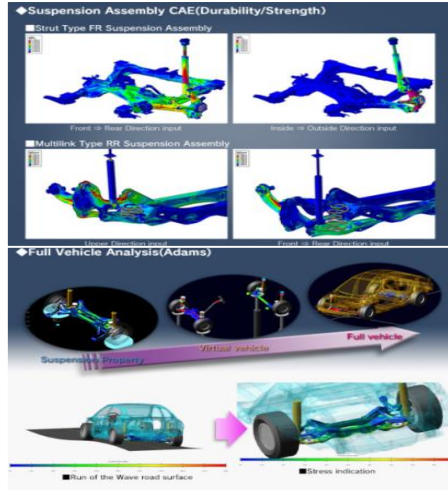 ◆Suspension Assembly CAE(Durability/Strength)
■Strut Type FR Suspension Assembly
Front ⇒ Rear Direction input
Inside ⇒ Outside Direction input
■Multilink Type RR Suspension Assembly
Upper Direction input
Front ⇒ Rear Direction input
◆Full Vehicle Analysis(Adams)
Suspension Property
Virtual vehicle
Full vehicle
■Run of the Wave road surface
■Stress indication